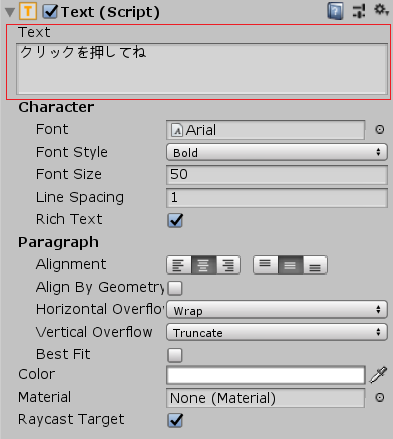 Text (Script)
Text
クリックを押してね
Character
Font
Arial
Font Style
Bold
Font Size
50
Line Spacing
1
Rich Text
Paragraph
Alignment
Align By Geometry
Horizontal Overflow
Wrap
Vertical Overflow
Truncate
Best Fit
Color
Material
None (Material)
Raycast Target